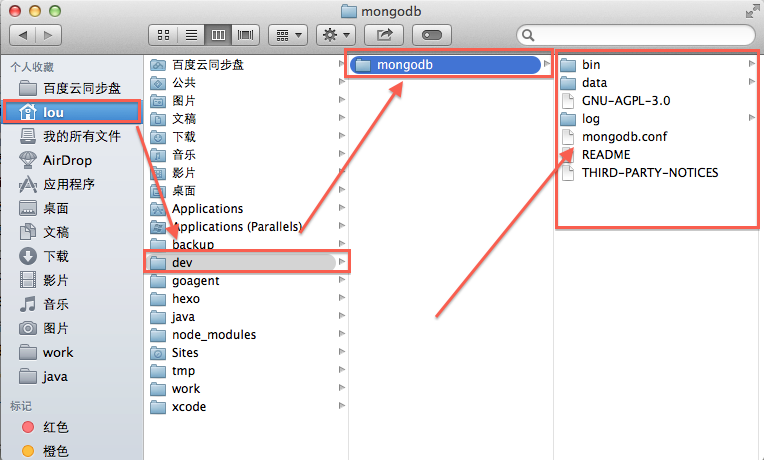 mongodb
个人收藏
百度云同步盘
lou
我的所有文件
AirDrop
应用程序
桌面
文稿
下载
影片
音乐
图片
work
java
标记
红色
橙色
百度云同步盘
公共
图片
文稿
下载
音乐
影片
桌面
Applications
Applications (Parallels)
backup
dev
goagent
hexo
java
node_modules
Sites
tmp
work
xcode
mongodb
bin
data
GNU-AGPL-3.0
log
mongodb.conf
README
THIRD-PARTY-NOTICES